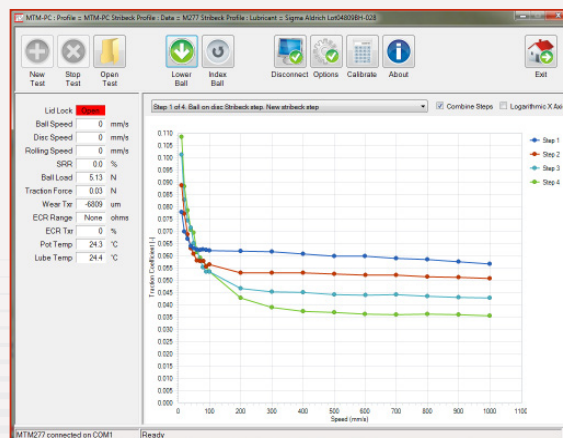 MTM-PC : Profile = MTM-PC Stribeck Profile : Data = M277 Stribeck Profile : Lubricant = Sigma Aldrich Lot04809BH-028
New Test
Stop Test
Open Test
Lower Ball
Index Ball
Disconnect
Options
Calibrate
About
Exit
Lid Lock Open
Ball Speed 0 mm/s
Disc Speed 0 mm/s
Rolling Speed 0 mm/s
SRR 0.0 %
Ball Load 5.13 N
Traction Force 0.03 N
Wear Txr -6809 um
ECR Range None ohms
ECR Txr 0 %
Pot Temp 24.3 °C
Lube Temp 24.4 °C
Step 1 of 4. Ball on disc Stribeck step. New stribeck step
Combine Steps
Logarithmic X Axi
0.110
0.105
0.100
0.095
0.090
0.085
0.080
0.075
0.070
0.065
0.060
0.055
0.050
0.045
0.040
0.035
0.030
0.025
0.020
0.015
0.010
0.005
0.000
Traction Coefficient [-]
0 100 200 300 400 500 600 700 800 900 1000 1100
Speed (mm/s)
Step 1
Step 2
Step 3
Step 4
MTM277 connected on COM1
Ready